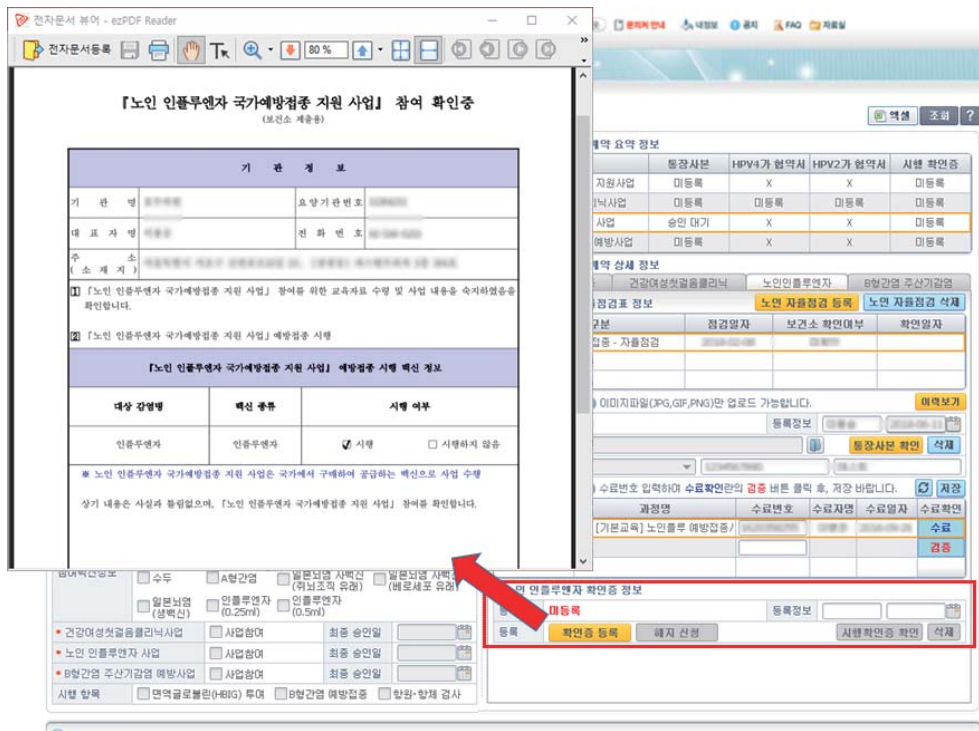 전자문서 뷰어 - ezPDF Reader
문의처 안내 내정보 공지 FAQ 자료실
전자문서등록 80 %
『노인 인플루엔자 국가예방접종 지원 사업』 참여 확인증
(보건소 제출용)
기 관 정 보
기 관 명 요양기관번호
대 표 자 명 전 화 번 호
주 소
( 소 재 지 )
1 「노인 인플루엔자 국가예방접종 지원 사업」 참여를 위한 교육자료 수령 및 사업 내용을 숙지하였음을
확인합니다.
2 「노인 인플루엔자 국가예방접종 지원 사업」예방접종 시행
『노인 인플루엔자 국가예방접종 지원 사업』 예방접종 시행 백신 정보
대상 감염병 백신 종류 시행 여부
인플루엔자 인플루엔자 시행 시행하지 않음
※ 노인 인플루엔자 국가예방접종 지원 사업은 국가에서 구매하여 공급하는 백신으로 사업 수행
상기 내용은 사실과 틀림없으며, 「노인 인플루엔자 국가예방접종 지원 사업」 참여를 확인합니다.
엑셀 조회 ?
계약 요약 정보
통장사본 HPV4가 협약서 HPV2가 협약서 시행 확인증
지원사업 미등록 X X 미등록
닉사업 미등록 미등록 미등록 미등록
사업 승인 대기 X X 미등록
예방사업 미등록 X X 미등록
계약 상세 정보
건강여성첫걸음클리닉 노인인플루엔자 B형간염 주산기감염
율점검표 정보 노인 자율점검 등록 노인 자율점검 삭제
구분 점검일자 보건소 확인여부 확인일자
접종 - 자율점검
이미지파일(JPG,GIF,PNG)만 업로드 가능합니다. 이력보기
등록정보
통장사본 확인 삭제
수료번호 입력하여 수료확인란의 검증 버튼 클릭 후, 저장 바랍니다. 저장
과정명 수료번호 수료자명 수료일자 수료확인
[기본교육] 노인플루 예방접종/ 수료
검증
인 인플루엔자 확인증 정보
미등록 등록정보
등록 확인증 등록 해지 신청 시행확인증 확인 삭제
수두 A형간염 일본뇌염 사백신
(쥐뇌조직 유래) 일본뇌염 사백신
(베로세포 유래)
일본뇌염
(생백신) 인플루엔자
(0.25ml) 인플루엔자
(0.5ml)
건강여성첫걸음클리닉사업 사업참여 최종 승인일
노인 인플루엔자 사업 사업참여 최종 승인일
B형간염 주산기감염 예방사업 사업참여 최종 승인일
시행 항목 면역글로불린(HBIG) 투여 B형간염 예방접종 항원·항체 검사